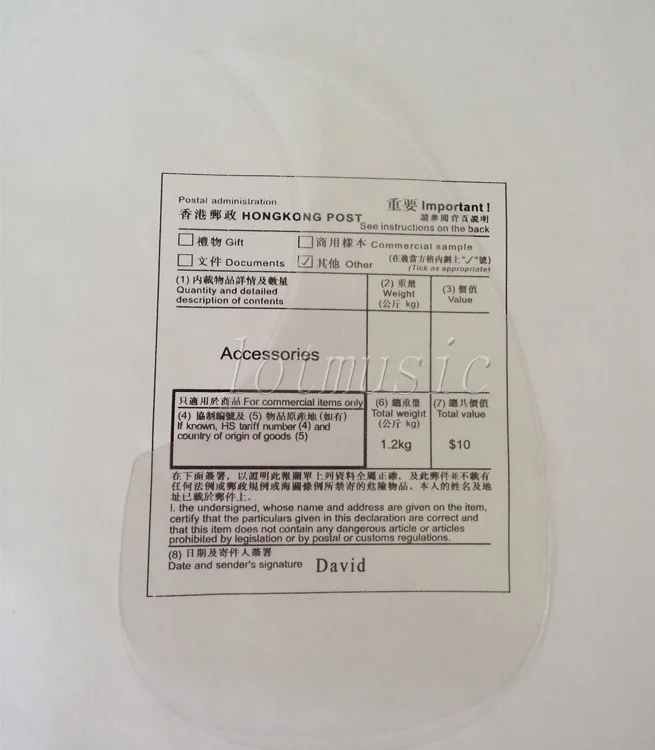 Postal administration
重要 Important !
香港郵政 HONGKONG POST
請參閱背頁說明
See instructions on the back
禮物 Gift
商用樣本 Commercial sample
文件 Documents
✓ 其他 Other
(在適當方格內劃上"✓"號)
(Tick as appropriate)
(1) 內載物品詳情及數量
Quantity and detailed
description of contents
(2) 重量
Weight
(公斤 kg)
(3) 價值
Value
Accessories
lotmusic
只適用於商品 For commercial items only
(4) 協制編號及 (5) 物品原產地 (如有)
If known, HS tariff number (4) and
country of origin of goods (5)
(6) 總重量
Total weight
(公斤 kg)
1.2kg
(7) 總共價值
Total value
$10
在下面簽署，以證明此報關單上列資料全屬正確，及此郵件並不載有
任何法例或郵政規例或海關條例所禁寄的危險物品。本人的姓名及地
址已載於郵件上。
I. the undersigned, whose name and address are given on the item,
certify that the particulars given in this declaration are correct and
that this item does not contain any dangerous article or articles
prohibited by legislation or by postal or customs regulations.
(8) 日期及寄件人簽署
Date and sender's signature David